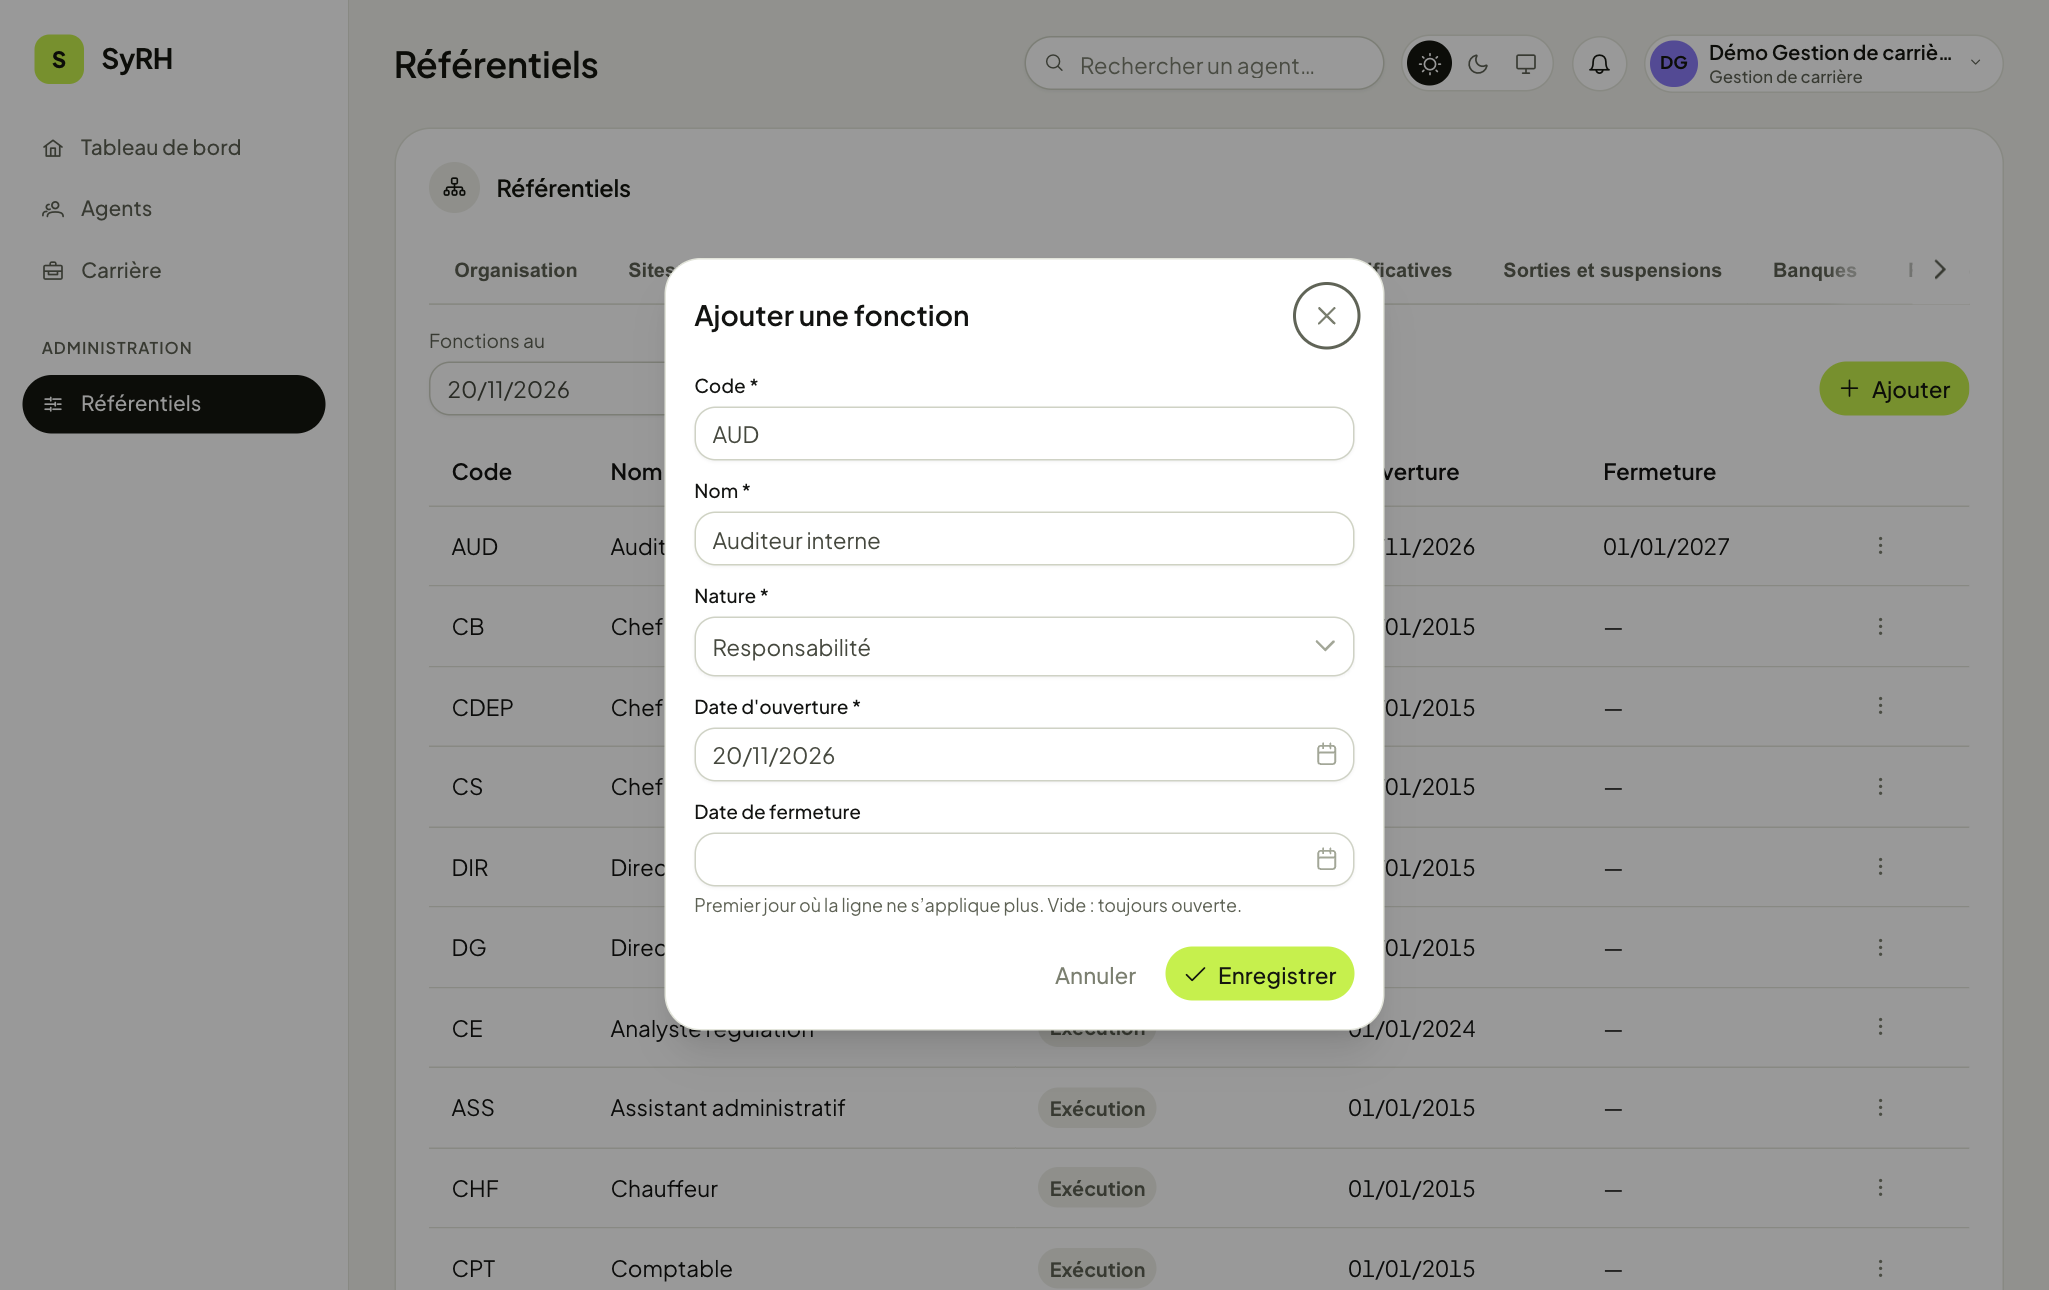 S SyRH
Tableau de bord
Agents
Carrière
ADMINISTRATION
Référentiels
Référentiels
Rechercher un agent...
DG
Démo Gestion de carriè...
Gestion de carrière
Référentiels
Organisation Sites ificatives Sorties et suspensions Banques
Fonctions au
20/11/2026
Ajouter
Code Nom verture Fermeture
AUD Audit 11/2026 01/01/2027
CB Chef 01/2015 —
CDEP Chef 01/2015 —
CS Chef 01/2015 —
DIR Direc 01/2015 —
DG Direc 01/2015 —
CE Analyste régulation Exécution 01/01/2024 —
ASS Assistant administratif Exécution 01/01/2015 —
CHF Chauffeur Exécution 01/01/2015 —
CPT Comptable Exécution 01/01/2015 —
Ajouter une fonction
Code *
AUD
Nom *
Auditeur interne
Nature *
Responsabilité
Date d'ouverture *
20/11/2026
Date de fermeture
Premier jour où la ligne ne s’applique plus. Vide : toujours ouverte.
Annuler Enregistrer